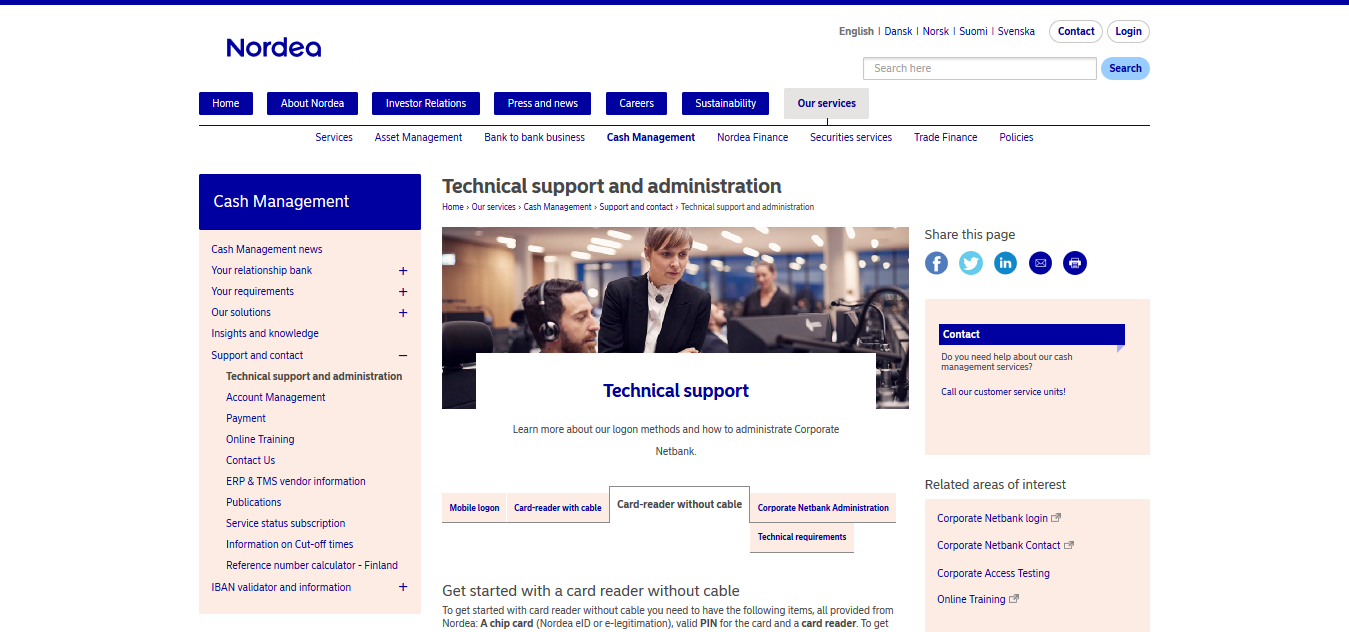 Nordea
English | Dansk | Norsk | Suomi | Svenska
Contact
Login
Search here
Search
Home
About Nordea
Investor Relations
Press and news
Careers
Sustainability
Our services
Services
Asset Management
Bank to bank business
Cash Management
Nordea Finance
Securities services
Trade Finance
Policies
Cash Management
Cash Management news
Your relationship bank +
Your requirements +
Our solutions +
Insights and knowledge
Support and contact −
Technical support and administration
Account Management
Payment
Online Training
Contact Us
ERP & TMS vendor information
Publications
Service status subscription
Information on Cut-off times
Reference number calculator - Finland
IBAN validator and information +
Technical support and administration
Home › Our services › Cash Management › Support and contact › Technical support and administration
Technical support
Learn more about our logon methods and how to administrate Corporate
Netbank.
Mobile logon
Card-reader with cable
Card-reader without cable
Corporate Netbank Administration
Technical requirements
Get started with a card reader without cable
To get started with card reader without cable you need to have the following items, all provided from
Nordea: A chip card (Nordea eID or e-legitimation), valid PIN for the card and a card reader. To get
Share this page
Contact
Do you need help about our cash
management services?
Call our customer service units!
Related areas of interest
Corporate Netbank login
Corporate Netbank Contact
Corporate Access Testing
Online Training